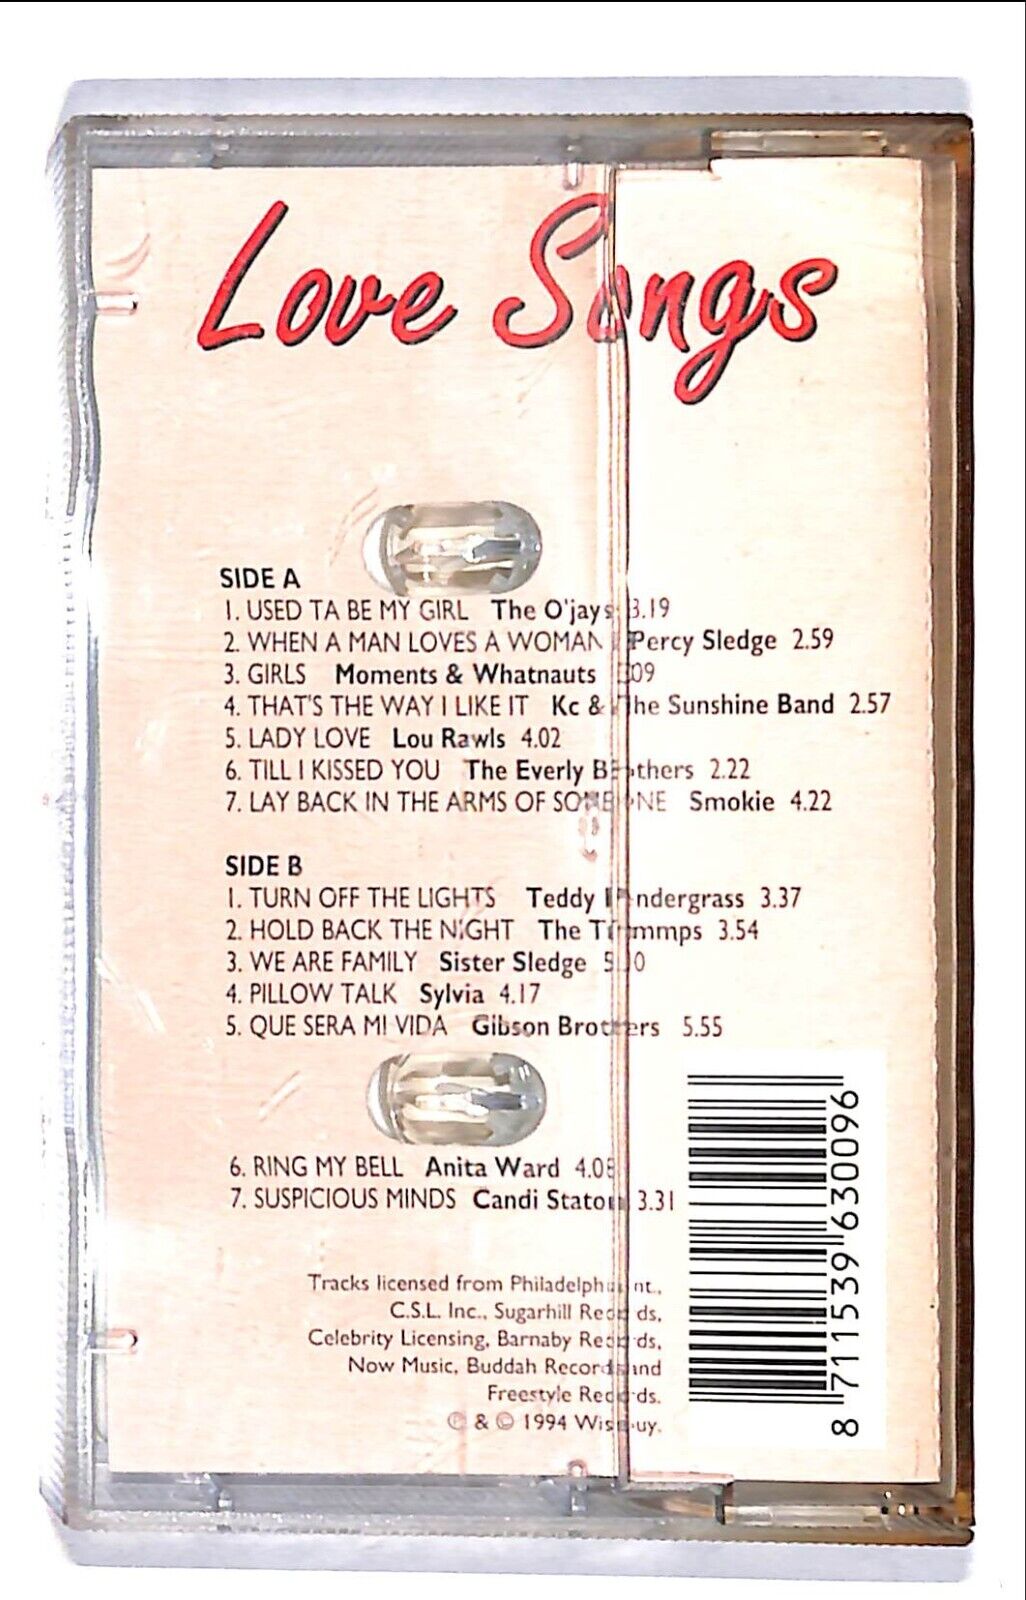 Love Songs
SIDE A
1. USED TA BE MY GIRL The O'jays 3.19
2. WHEN A MAN LOVES A WOMAN Percy Sledge 2.59
3. GIRLS Moments & Whatnauts
4. THAT'S THE WAY I LIKE IT Kc & The Sunshine Band 2.57
5. LADY LOVE Lou Rawls 4.02
6. TILL I KISSED YOU The Everly Brothers 2.22
7. LAY BACK IN THE ARMS OF SOMEONE Smokie 4.22
SIDE B
1. TURN OFF THE LIGHTS Teddy Pendergrass 3.37
2. HOLD BACK THE NIGHT The Trammps 3.54
3. WE ARE FAMILY Sister Sledge
4. PILLOW TALK Sylvia 4.17
5. QUE SERA MI VIDA Gibson Brothers 5.55
6. RING MY BELL Anita Ward
7. SUSPICIOUS MINDS Candi Staton 3.31
Tracks licensed from Philadelphia Int.,
C.S.L. Inc., Sugarhill Records,
Celebrity Licensing, Barnaby Records,
Now Music, Buddah Records and
Freestyle Records.
℗ & © 1994 Wisebuy.
8 711539 630096